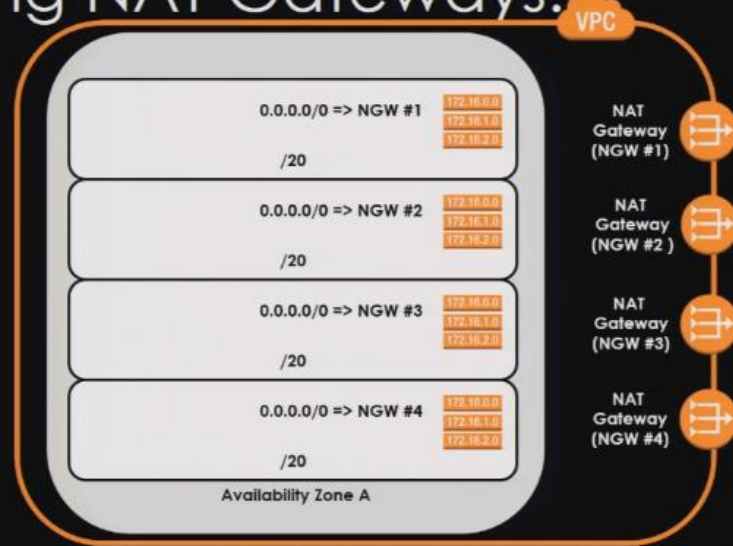 ng NAT Gateways.
VPC
0.0.0.0/0 => NGW #1
172.16.0.0
172.16.1.0
172.16.2.0
/20
NAT
Gateway
(NGW #1)
0.0.0.0/0 => NGW #2
172.16.0.0
172.16.1.0
172.16.2.0
/20
NAT
Gateway
(NGW #2 )
0.0.0.0/0 => NGW #3
172.16.0.0
172.16.1.0
172.16.2.0
/20
NAT
Gateway
(NGW #3)
0.0.0.0/0 => NGW #4
172.16.0.0
172.16.1.0
172.16.2.0
/20
NAT
Gateway
(NGW #4)
Availability Zone A